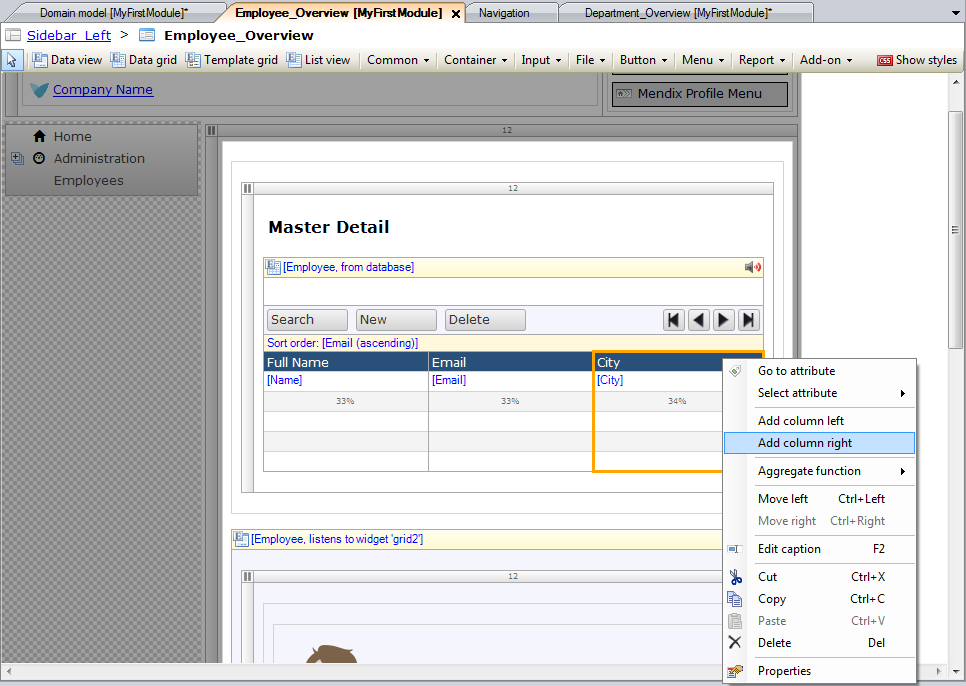 Domain model [MyFirstModule]*
Employee_Overview [MyFirstModule]
Navigation
Department_Overview [MyFirstModule]*
Sidebar_Left > Employee_Overview
Data view Data grid Template grid List view Common Container Input File Button Menu Report Add-on CSS Show styles
Company Name
Mendix Profile Menu
Home
Administration
Employees
12
12
Master Detail
[Employee, from database]
Search New Delete
Sort order: [Email (ascending)]
Full Name Email City
[Name] [Email] [City]
33% 33% 34%
Go to attribute
Select attribute
Add column left
Add column right
Aggregate function
Move left Ctrl+Left
Move right Ctrl+Right
Edit caption F2
Cut Ctrl+X
Copy Ctrl+C
Paste Ctrl+V
Delete Del
Properties
[Employee, listens to widget 'grid2']
12